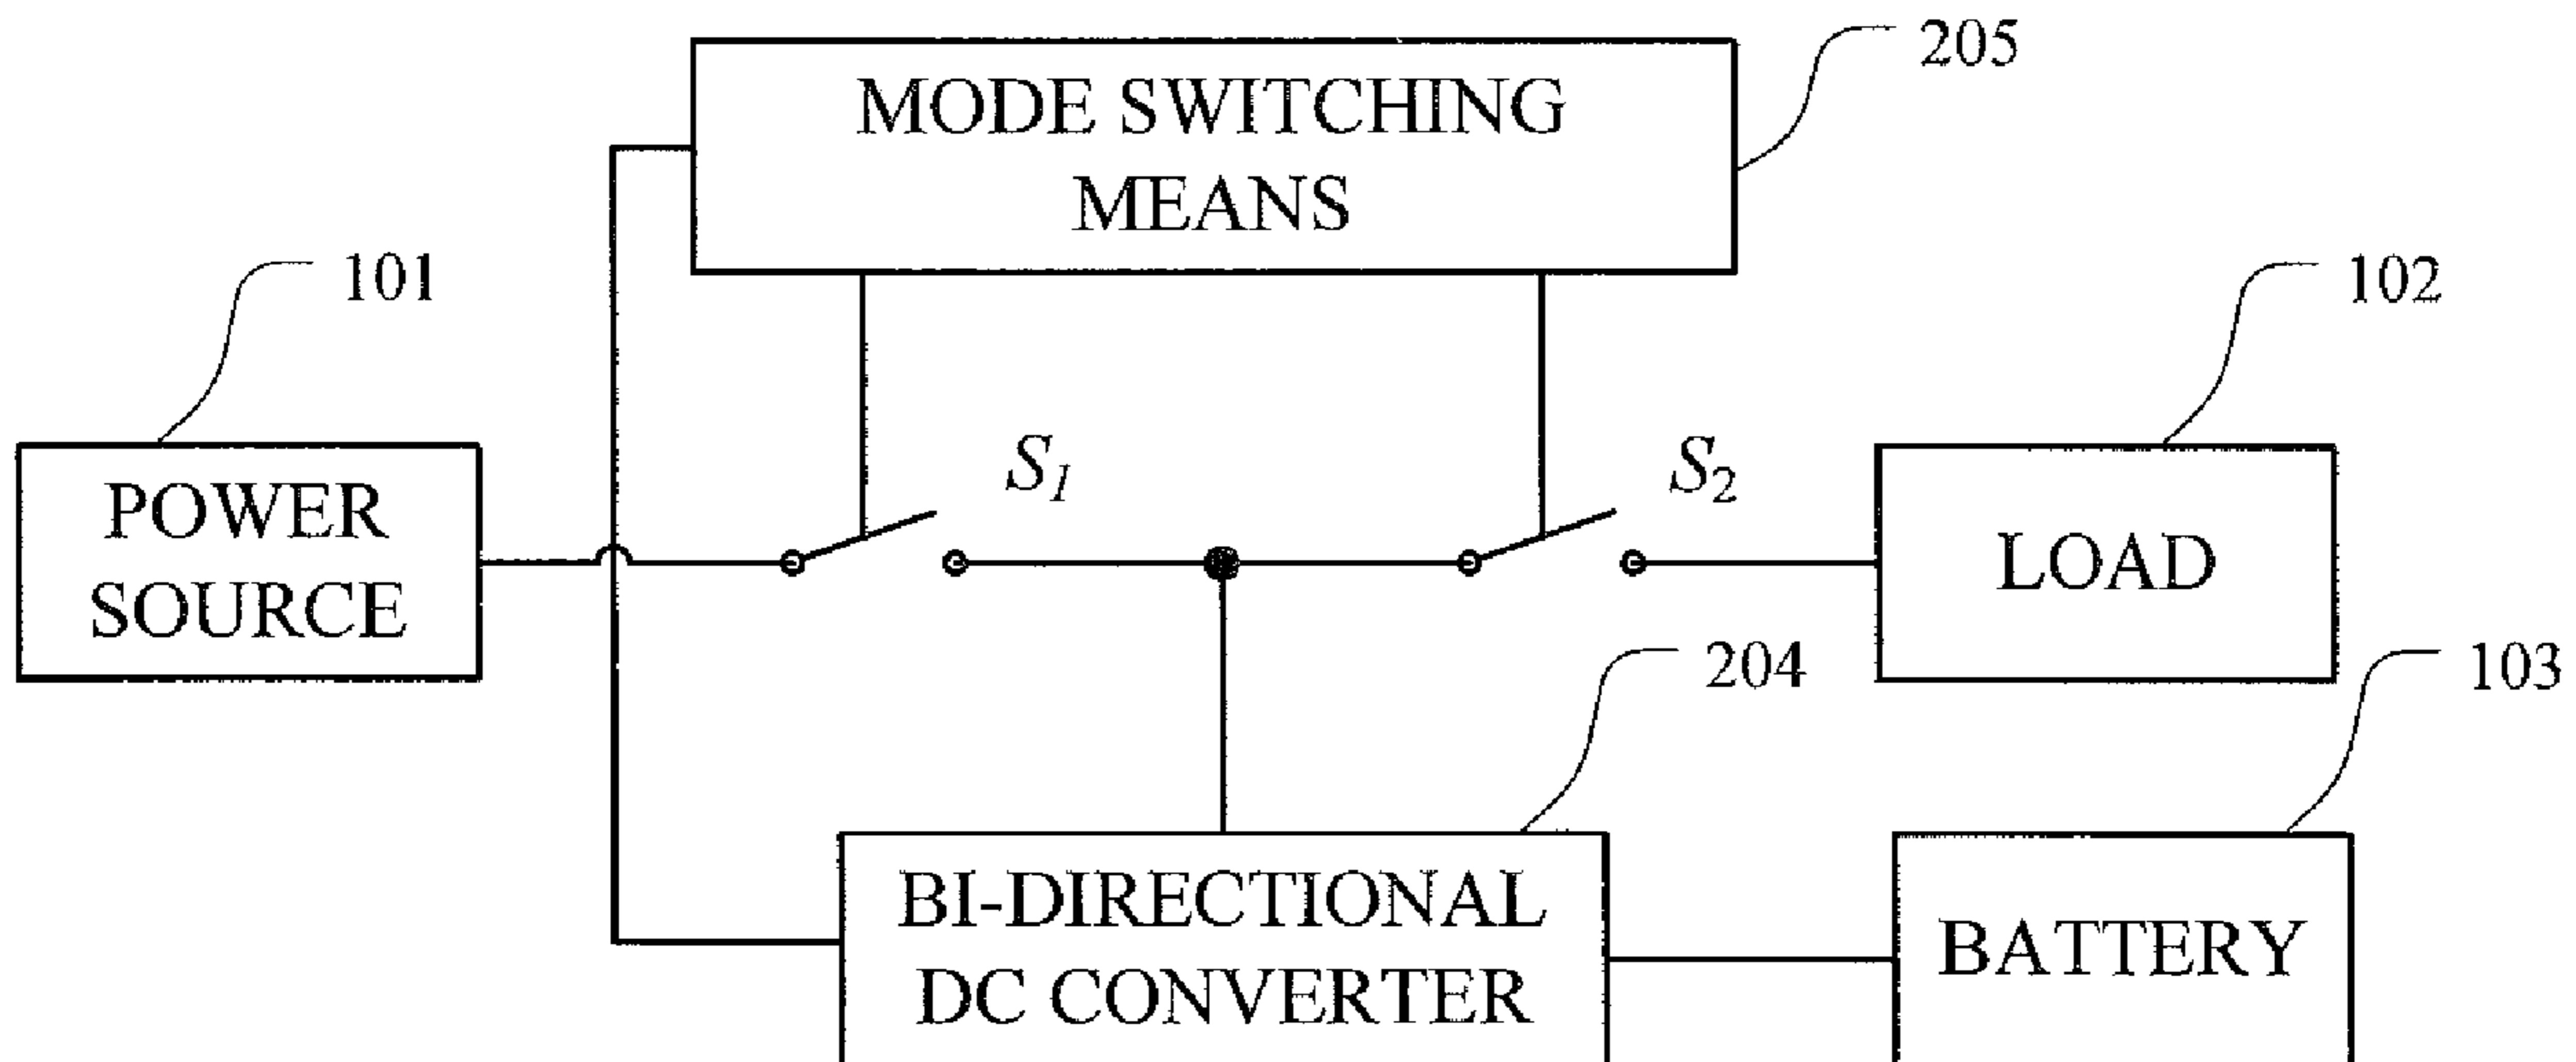 205
MODE SWITCHING
MEANS
101
102
S1
S2
POWER
SOURCE
LOAD
204
103
BI-DIRECTIONAL
DC CONVERTER
BATTERY